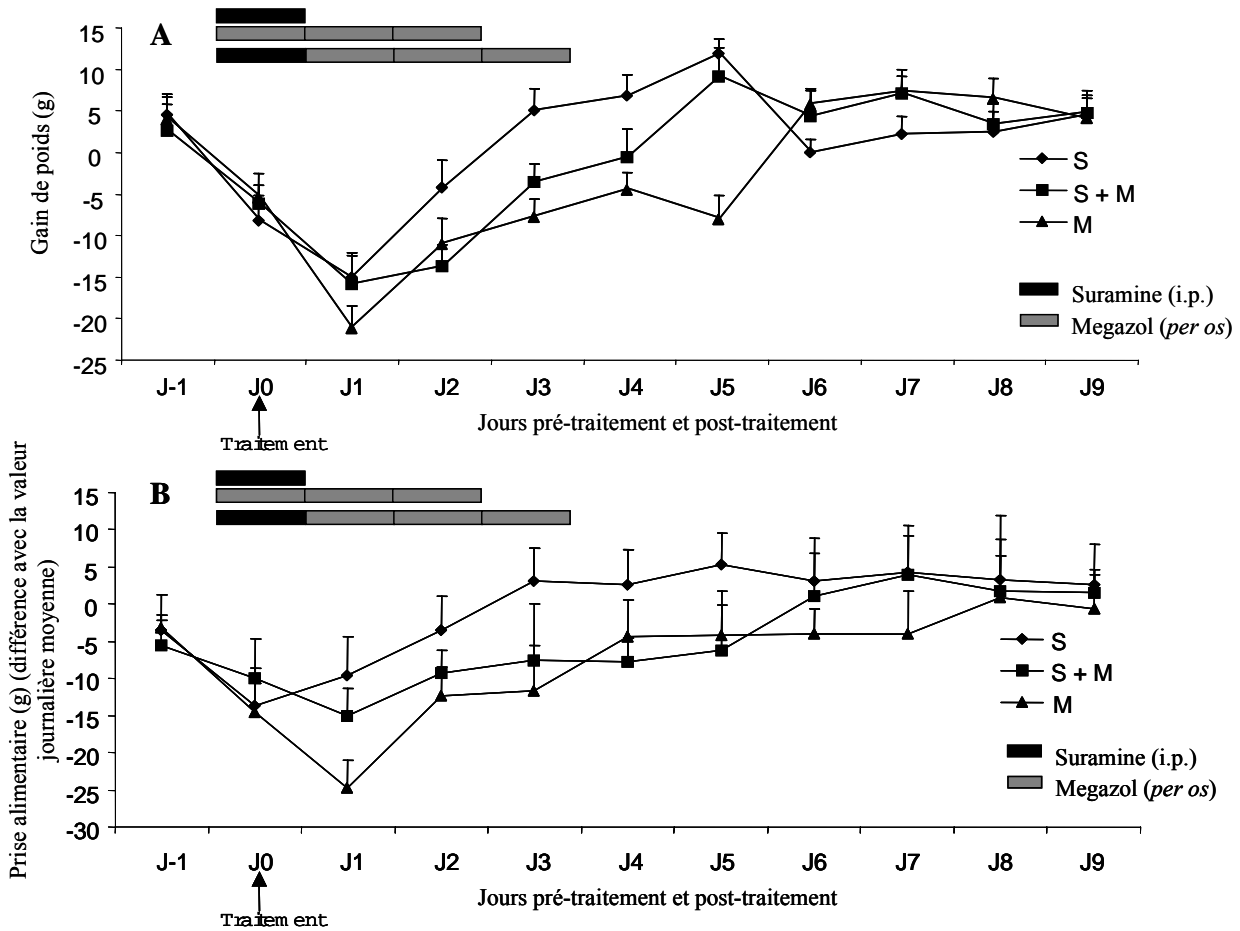 A
Gain de poids (g)
15
10
5
0
-5
-10
-15
-20
-25
S
S + M
M
Suramine (i.p.)
Megazol (per os)
J-1 J0 J1 J2 J3 J4 J5 J6 J7 J8 J9
Jours pré-traitement et post-traitement
Traitement
B
Prise alimentaire (g) (différence avec la valeur
journalière moyenne)
15
10
5
0
-5
-10
-15
-20
-25
-30
S
S + M
M
Suramine (i.p.)
Megazol (per os)
J-1 J0 J1 J2 J3 J4 J5 J6 J7 J8 J9
Jours pré-traitement et post-traitement
Traitement